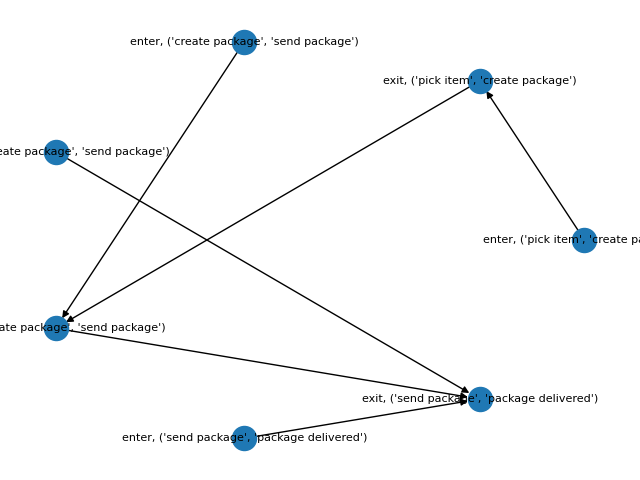 enter, ('create package', 'send package')
exit, ('pick item', 'create package')
eate package', 'send package')
enter, ('pick item', 'create pa
ate package', 'send package')
exit, ('send package', 'package delivered')
enter, ('send package', 'package delivered')